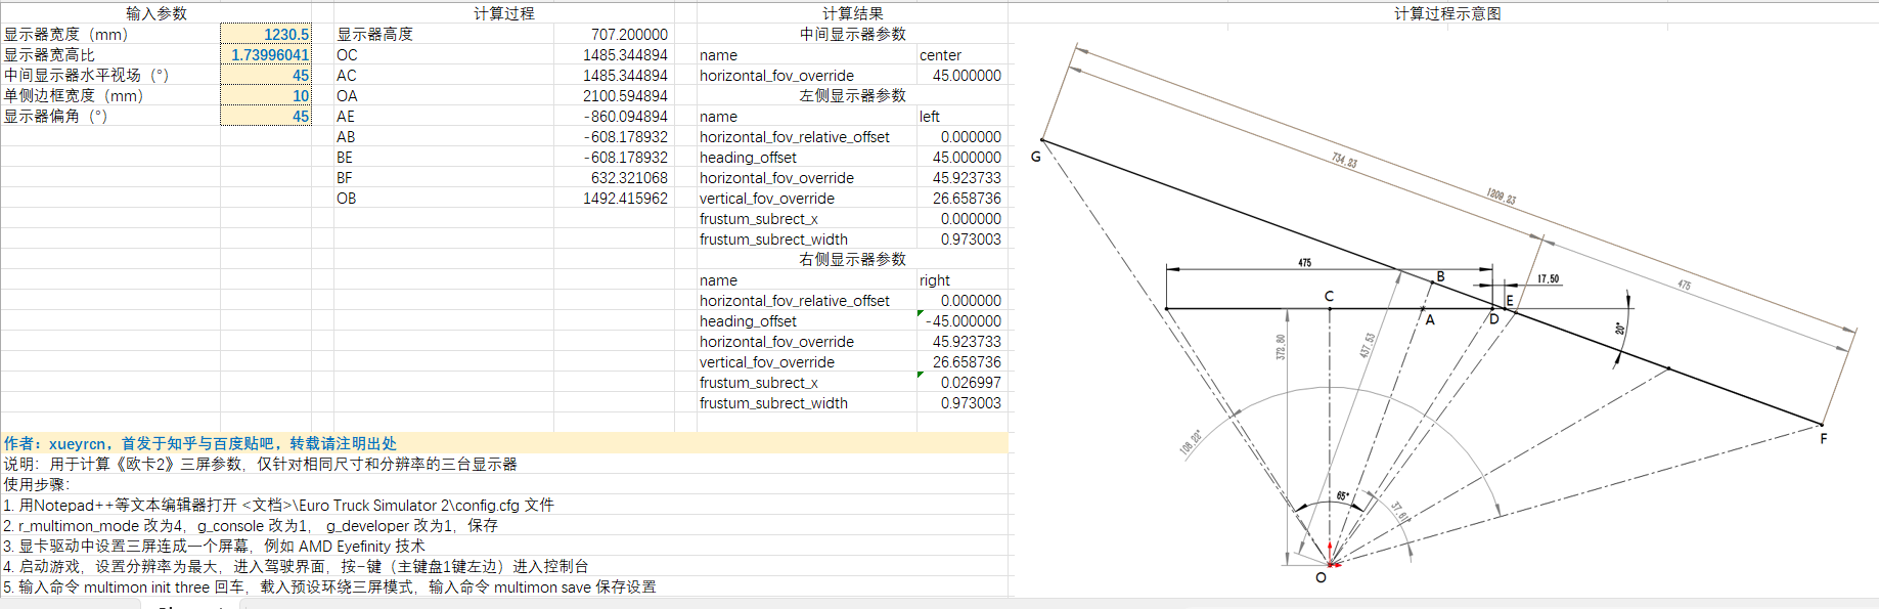 输入参数 计算过程 计算结果 计算过程示意图
显示器宽度（mm） 1230.5 显示器高度 707.200000 中间显示器参数
显示器宽高比 1.73996041 OC 1485.344894 name center
中间显示器水平视场（°） 45 AC 1485.344894 horizontal_fov_override 45.000000
单侧边框宽度（mm） 10 OA 2100.594894 左侧显示器参数
显示器偏角（°） 45 AE -860.094894 name left
AB -608.178932 horizontal_fov_relative_offset 0.000000
BE -608.178932 heading_offset 45.000000
BF 632.321068 horizontal_fov_override 45.923733
OB 1492.415962 vertical_fov_override 26.658736
frustum_subrect_x 0.000000
frustum_subrect_width 0.973003
右侧显示器参数
name right
horizontal_fov_relative_offset 0.000000
heading_offset -45.000000
horizontal_fov_override 45.923733
vertical_fov_override 26.658736
frustum_subrect_x 0.026997
frustum_subrect_width 0.973003
作者：xueyrcn，首发于知乎与百度贴吧，转载请注明出处
说明：用于计算《欧卡2》三屏参数，仅针对相同尺寸和分辨率的三台显示器
使用步骤：
1. 用Notepad++等文本编辑器打开 <文档>\Euro Truck Simulator 2\config.cfg 文件
2. r_multimon_mode 改为4，g_console 改为1， g_developer 改为1，保存
3. 显卡驱动中设置三屏连成一个屏幕，例如 AMD Eyefinity 技术
4. 启动游戏，设置分辨率为最大，进入驾驶界面，按~键（主键盘1键左边）进入控制台
5. 输入命令 multimon init three 回车，载入预设环绕三屏模式，输入命令 multimon save 保存设置
G
734.23
1209.23
475
B
17.50
475
C
E
A
D
20°
372.80
437.53
108.22°
F
65°
37.61°
O